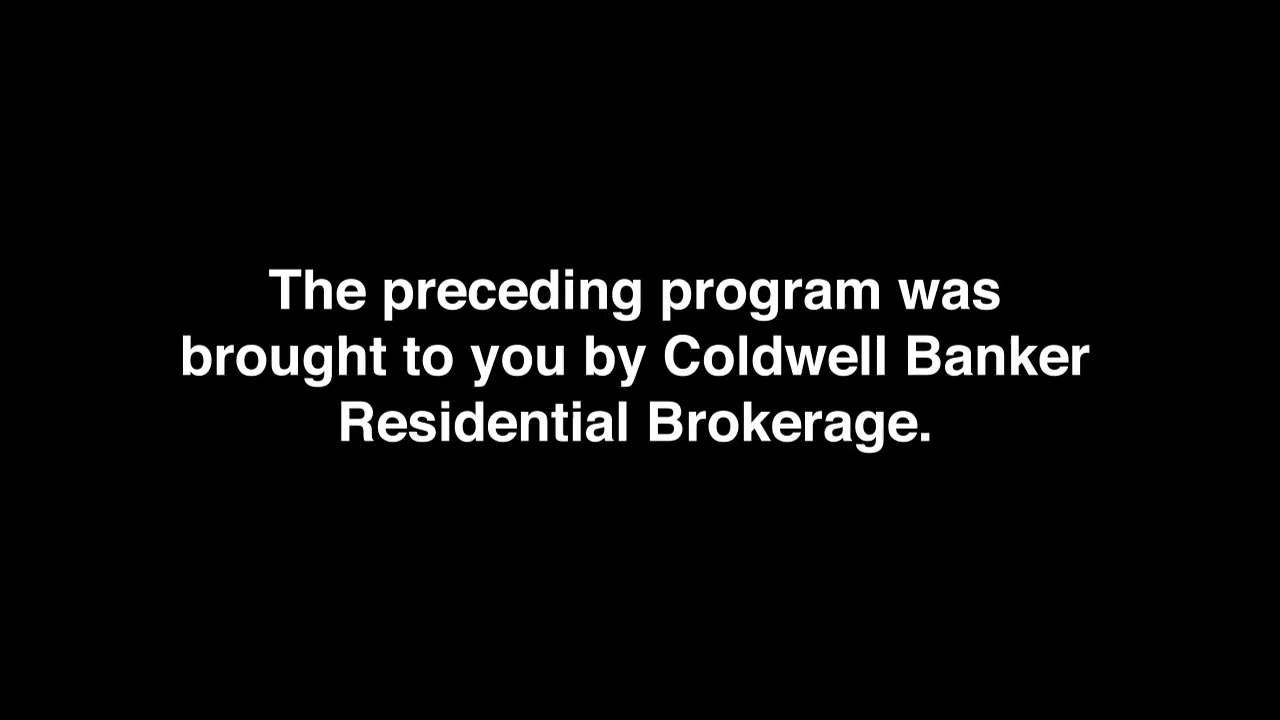 The preceding program was
brought to you by Coldwell Banker
Residential Brokerage.